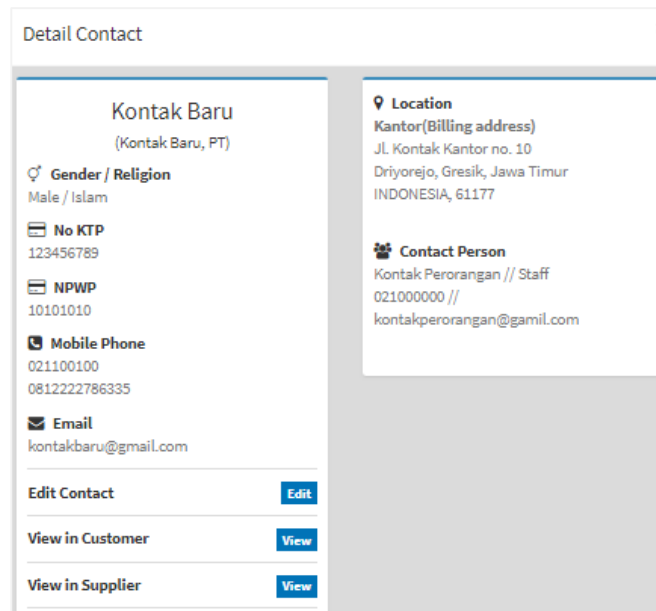 Detail Contact
Kontak Baru
(Kontak Baru, PT)
Gender / Religion
Male / Islam
No KTP
123456789
NPWP
10101010
Mobile Phone
021100100
0812222786335
Email
kontakbaru@gmail.com
Edit Contact Edit
View in Customer View
View in Supplier View
Location
Kantor(Billing address)
Jl. Kontak Kantor no. 10
Driyorejo, Gresik, Jawa Timur
INDONESIA, 61177
Contact Person
Kontak Perorangan // Staff
021000000 //
kontakperorangan@gamil.com